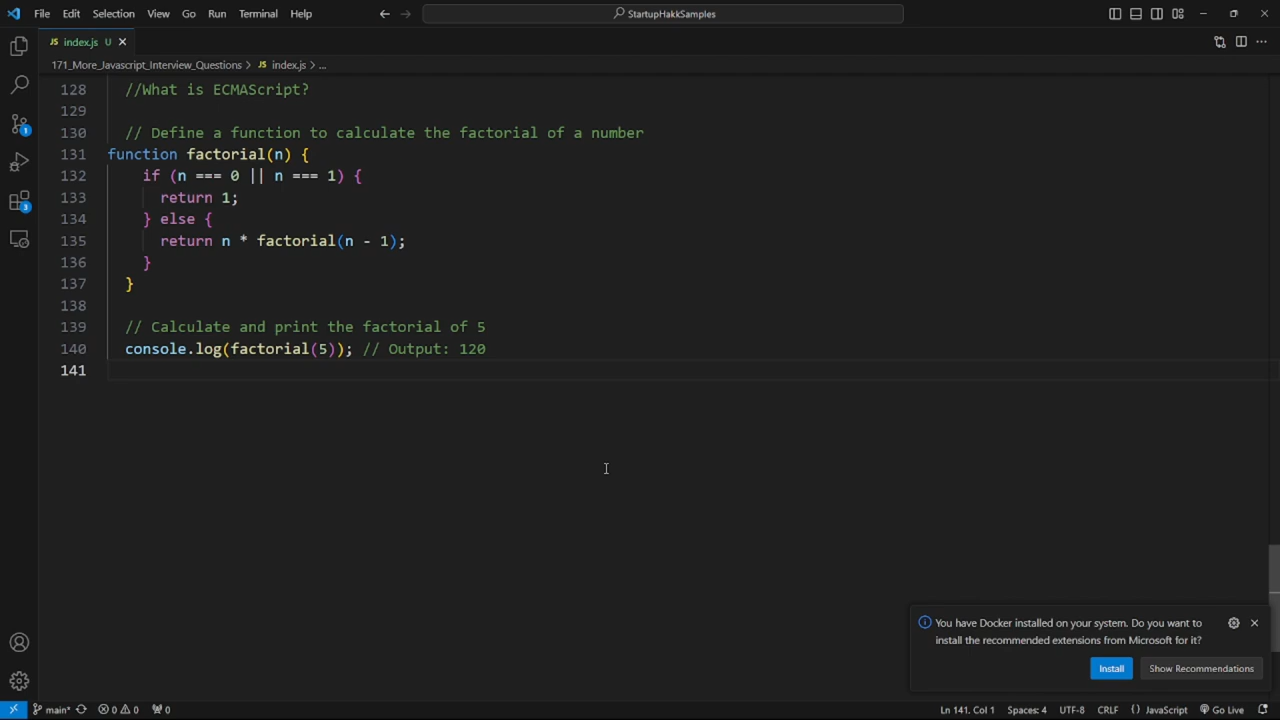 File Edit Selection View Go Run Terminal Help StartupHakkSamples
JS index.js U
171_More_Javascript_Interview_Questions > JS index.js > ...
128 //What is ECMAScript?
129
130 // Define a function to calculate the factorial of a number
131 function factorial(n) {
132 if (n === 0 || n === 1) {
133 return 1;
134 } else {
135 return n * factorial(n - 1);
136 }
137 }
138
139 // Calculate and print the factorial of 5
140 console.log(factorial(5)); // Output: 120
141
1
3
You have Docker installed on your system. Do you want to
install the recommended extensions from Microsoft for it?
Install Show Recommendations
main* 0 0 0 Ln 141, Col 1 Spaces: 4 UTF-8 CRLF {} JavaScript Go Live